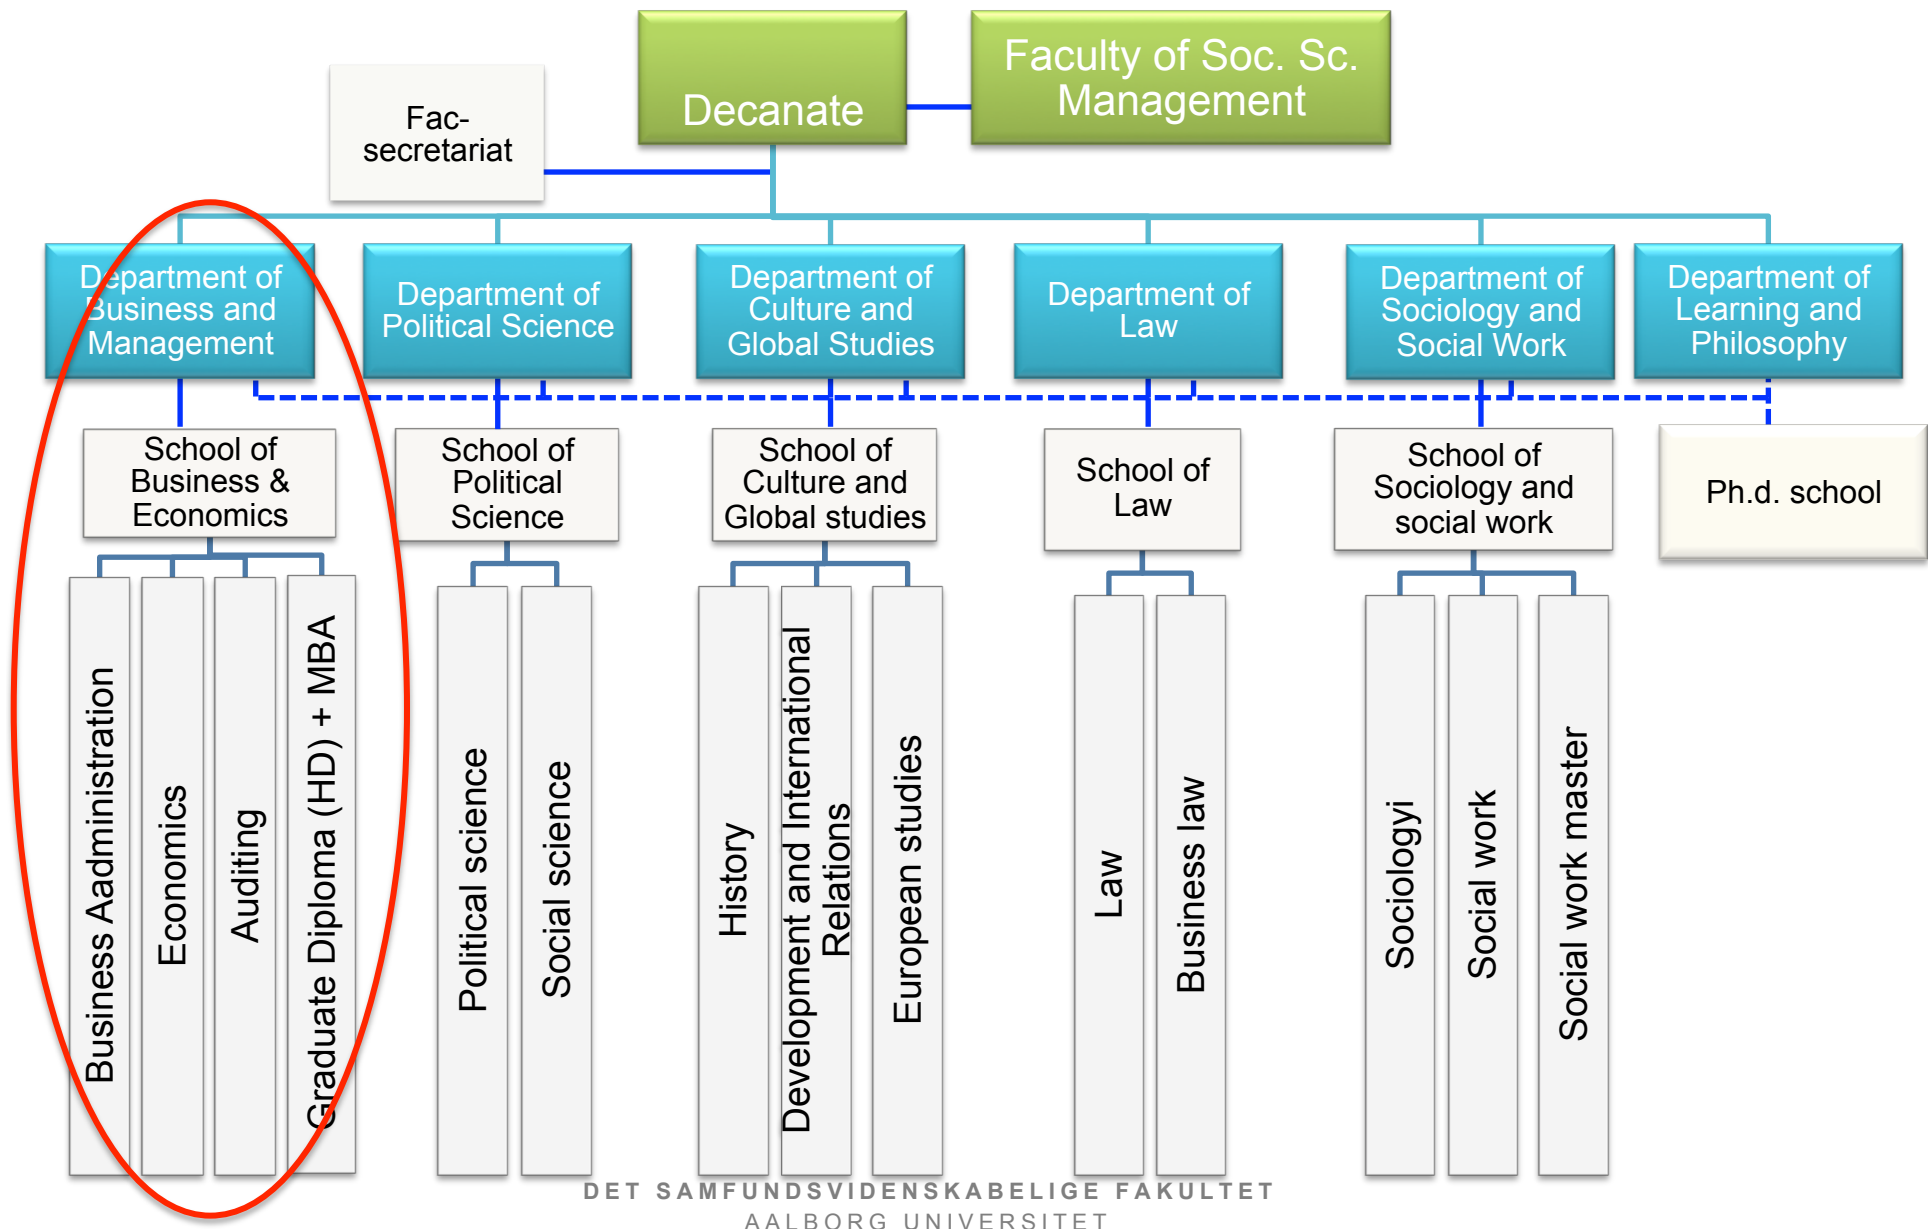 Decanate
Faculty of Soc. Sc.
Management
Fac-
secretariat
Department of
Business and
Management
Department of
Political Science
Department of
Culture and
Global Studies
Department of
Law
Department of
Sociology and
Social Work
Department of
Learning and
Philosophy
School of
Business &
Economics
School of
Political
Science
School of
Culture and
Global studies
School of
Law
School of
Sociology and
social work
Ph.d. school
Business Aadministration
Economics
Auditing
Graduate Diploma (HD) + MBA
Political science
Social science
History
Development and International
Relations
European studies
Law
Business law
Sociologyi
Social work
Social work master
DET SAMFUNDSVIDENSKABELIGE FAKULTET
AALBORG UNIVERSITET